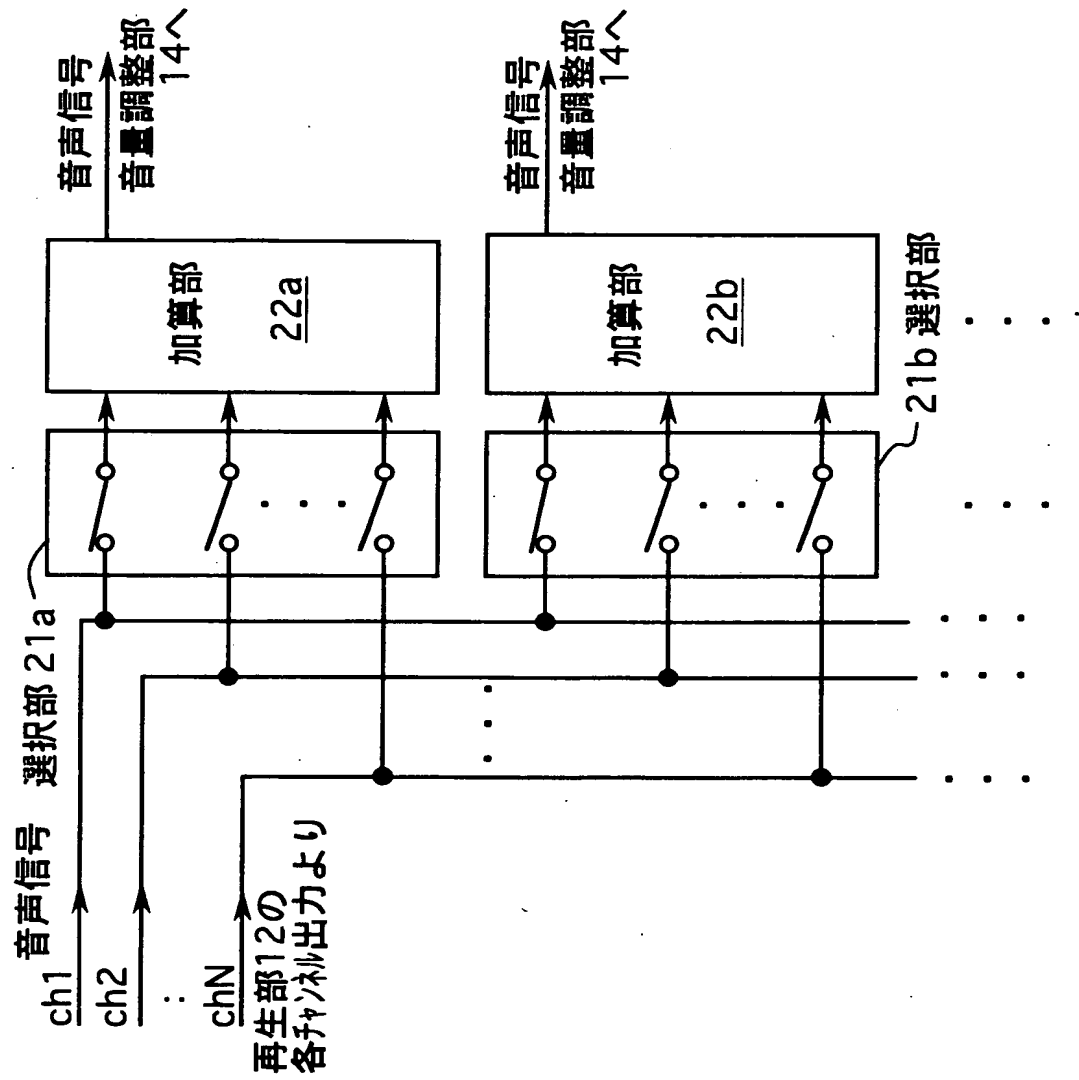 音声信号
ch1
ch2
:
chN
再生部12の
各チャンネル出力より
選択部 21a
加算部
22a
音声信号
音量調整部
14へ
21b 選択部
加算部
22b
音声信号
音量調整部
14へ